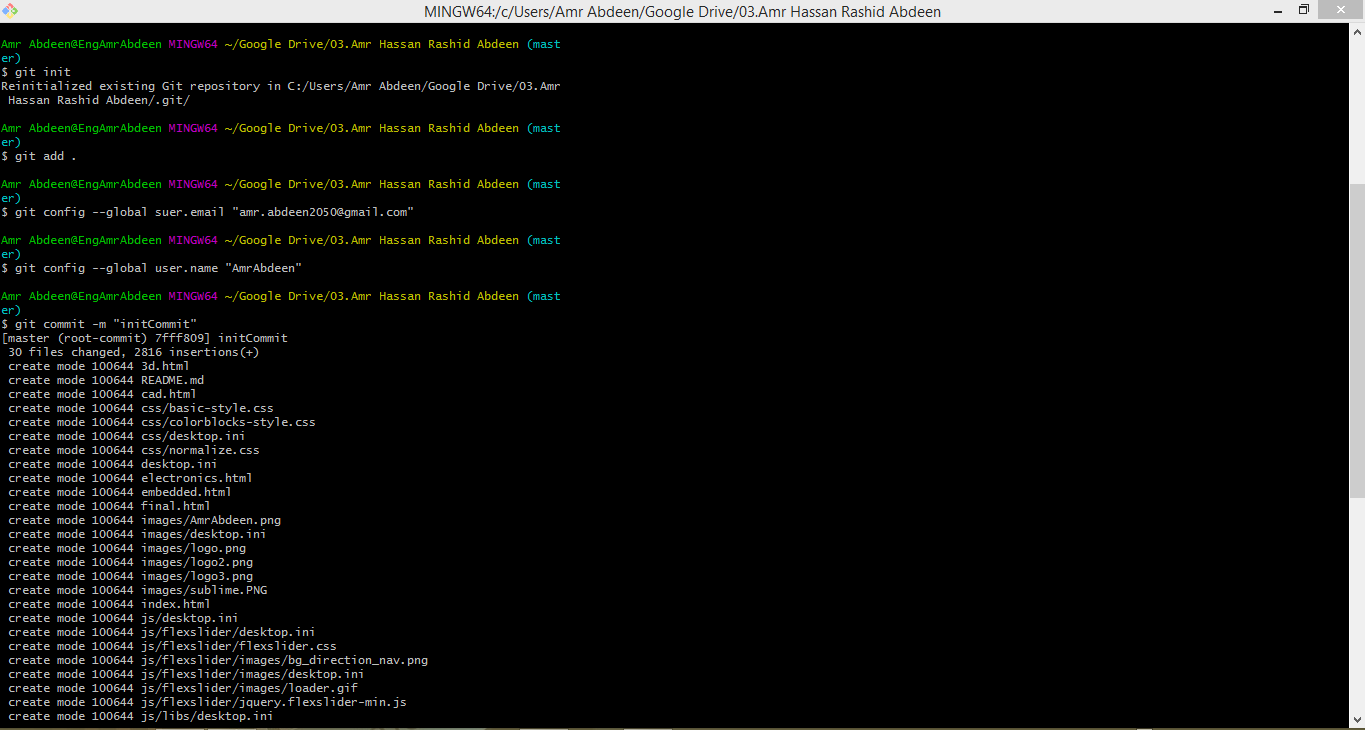 MINGW64:/c/Users/Amr Abdeen/Google Drive/03.Amr Hassan Rashid Abdeen
Amr Abdeen@EngAmrAbdeen MINGW64 ~/Google Drive/03.Amr Hassan Rashid Abdeen (mast
er)
$ git init
Reinitialized existing Git repository in C:/Users/Amr Abdeen/Google Drive/03.Amr
 Hassan Rashid Abdeen/.git/
Amr Abdeen@EngAmrAbdeen MINGW64 ~/Google Drive/03.Amr Hassan Rashid Abdeen (mast
er)
$ git add .
Amr Abdeen@EngAmrAbdeen MINGW64 ~/Google Drive/03.Amr Hassan Rashid Abdeen (mast
er)
$ git config --global suer.email "amr.abdeen2050@gmail.com"
Amr Abdeen@EngAmrAbdeen MINGW64 ~/Google Drive/03.Amr Hassan Rashid Abdeen (mast
er)
$ git config --global user.name "AmrAbdeen"
Amr Abdeen@EngAmrAbdeen MINGW64 ~/Google Drive/03.Amr Hassan Rashid Abdeen (mast
er)
$ git commit -m "initCommit"
[master (root-commit) 7fff809] initCommit
 30 files changed, 2816 insertions(+)
 create mode 100644 3d.html
 create mode 100644 README.md
 create mode 100644 cad.html
 create mode 100644 css/basic-style.css
 create mode 100644 css/colorblocks-style.css
 create mode 100644 css/desktop.ini
 create mode 100644 css/normalize.css
 create mode 100644 desktop.ini
 create mode 100644 electronics.html
 create mode 100644 embedded.html
 create mode 100644 final.html
 create mode 100644 images/AmrAbdeen.png
 create mode 100644 images/desktop.ini
 create mode 100644 images/logo.png
 create mode 100644 images/logo2.png
 create mode 100644 images/logo3.png
 create mode 100644 images/sublime.PNG
 create mode 100644 index.html
 create mode 100644 js/desktop.ini
 create mode 100644 js/flexslider/desktop.ini
 create mode 100644 js/flexslider/flexslider.css
 create mode 100644 js/flexslider/images/bg_direction_nav.png
 create mode 100644 js/flexslider/images/desktop.ini
 create mode 100644 js/flexslider/images/loader.gif
 create mode 100644 js/flexslider/jquery.flexslider-min.js
 create mode 100644 js/libs/desktop.ini